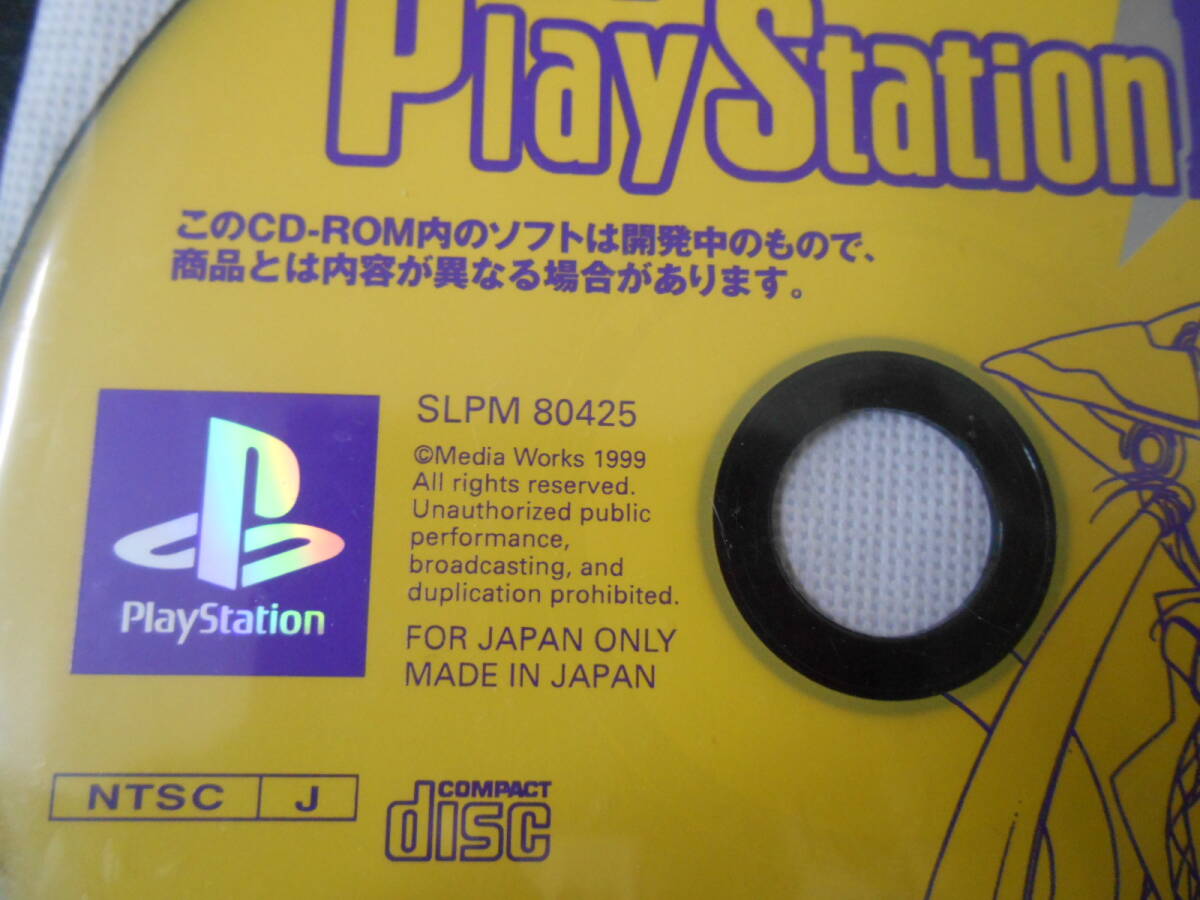 PlayStation
このCD-ROM内のソフトは開発中のもので、
商品とは内容が異なる場合があります。
SLPM 80425
©Media Works 1999
All rights reserved.
Unauthorized public
performance,
broadcasting, and
duplication prohibited.
FOR JAPAN ONLY
MADE IN JAPAN
PlayStation
NTSC J
COMPACT
disc